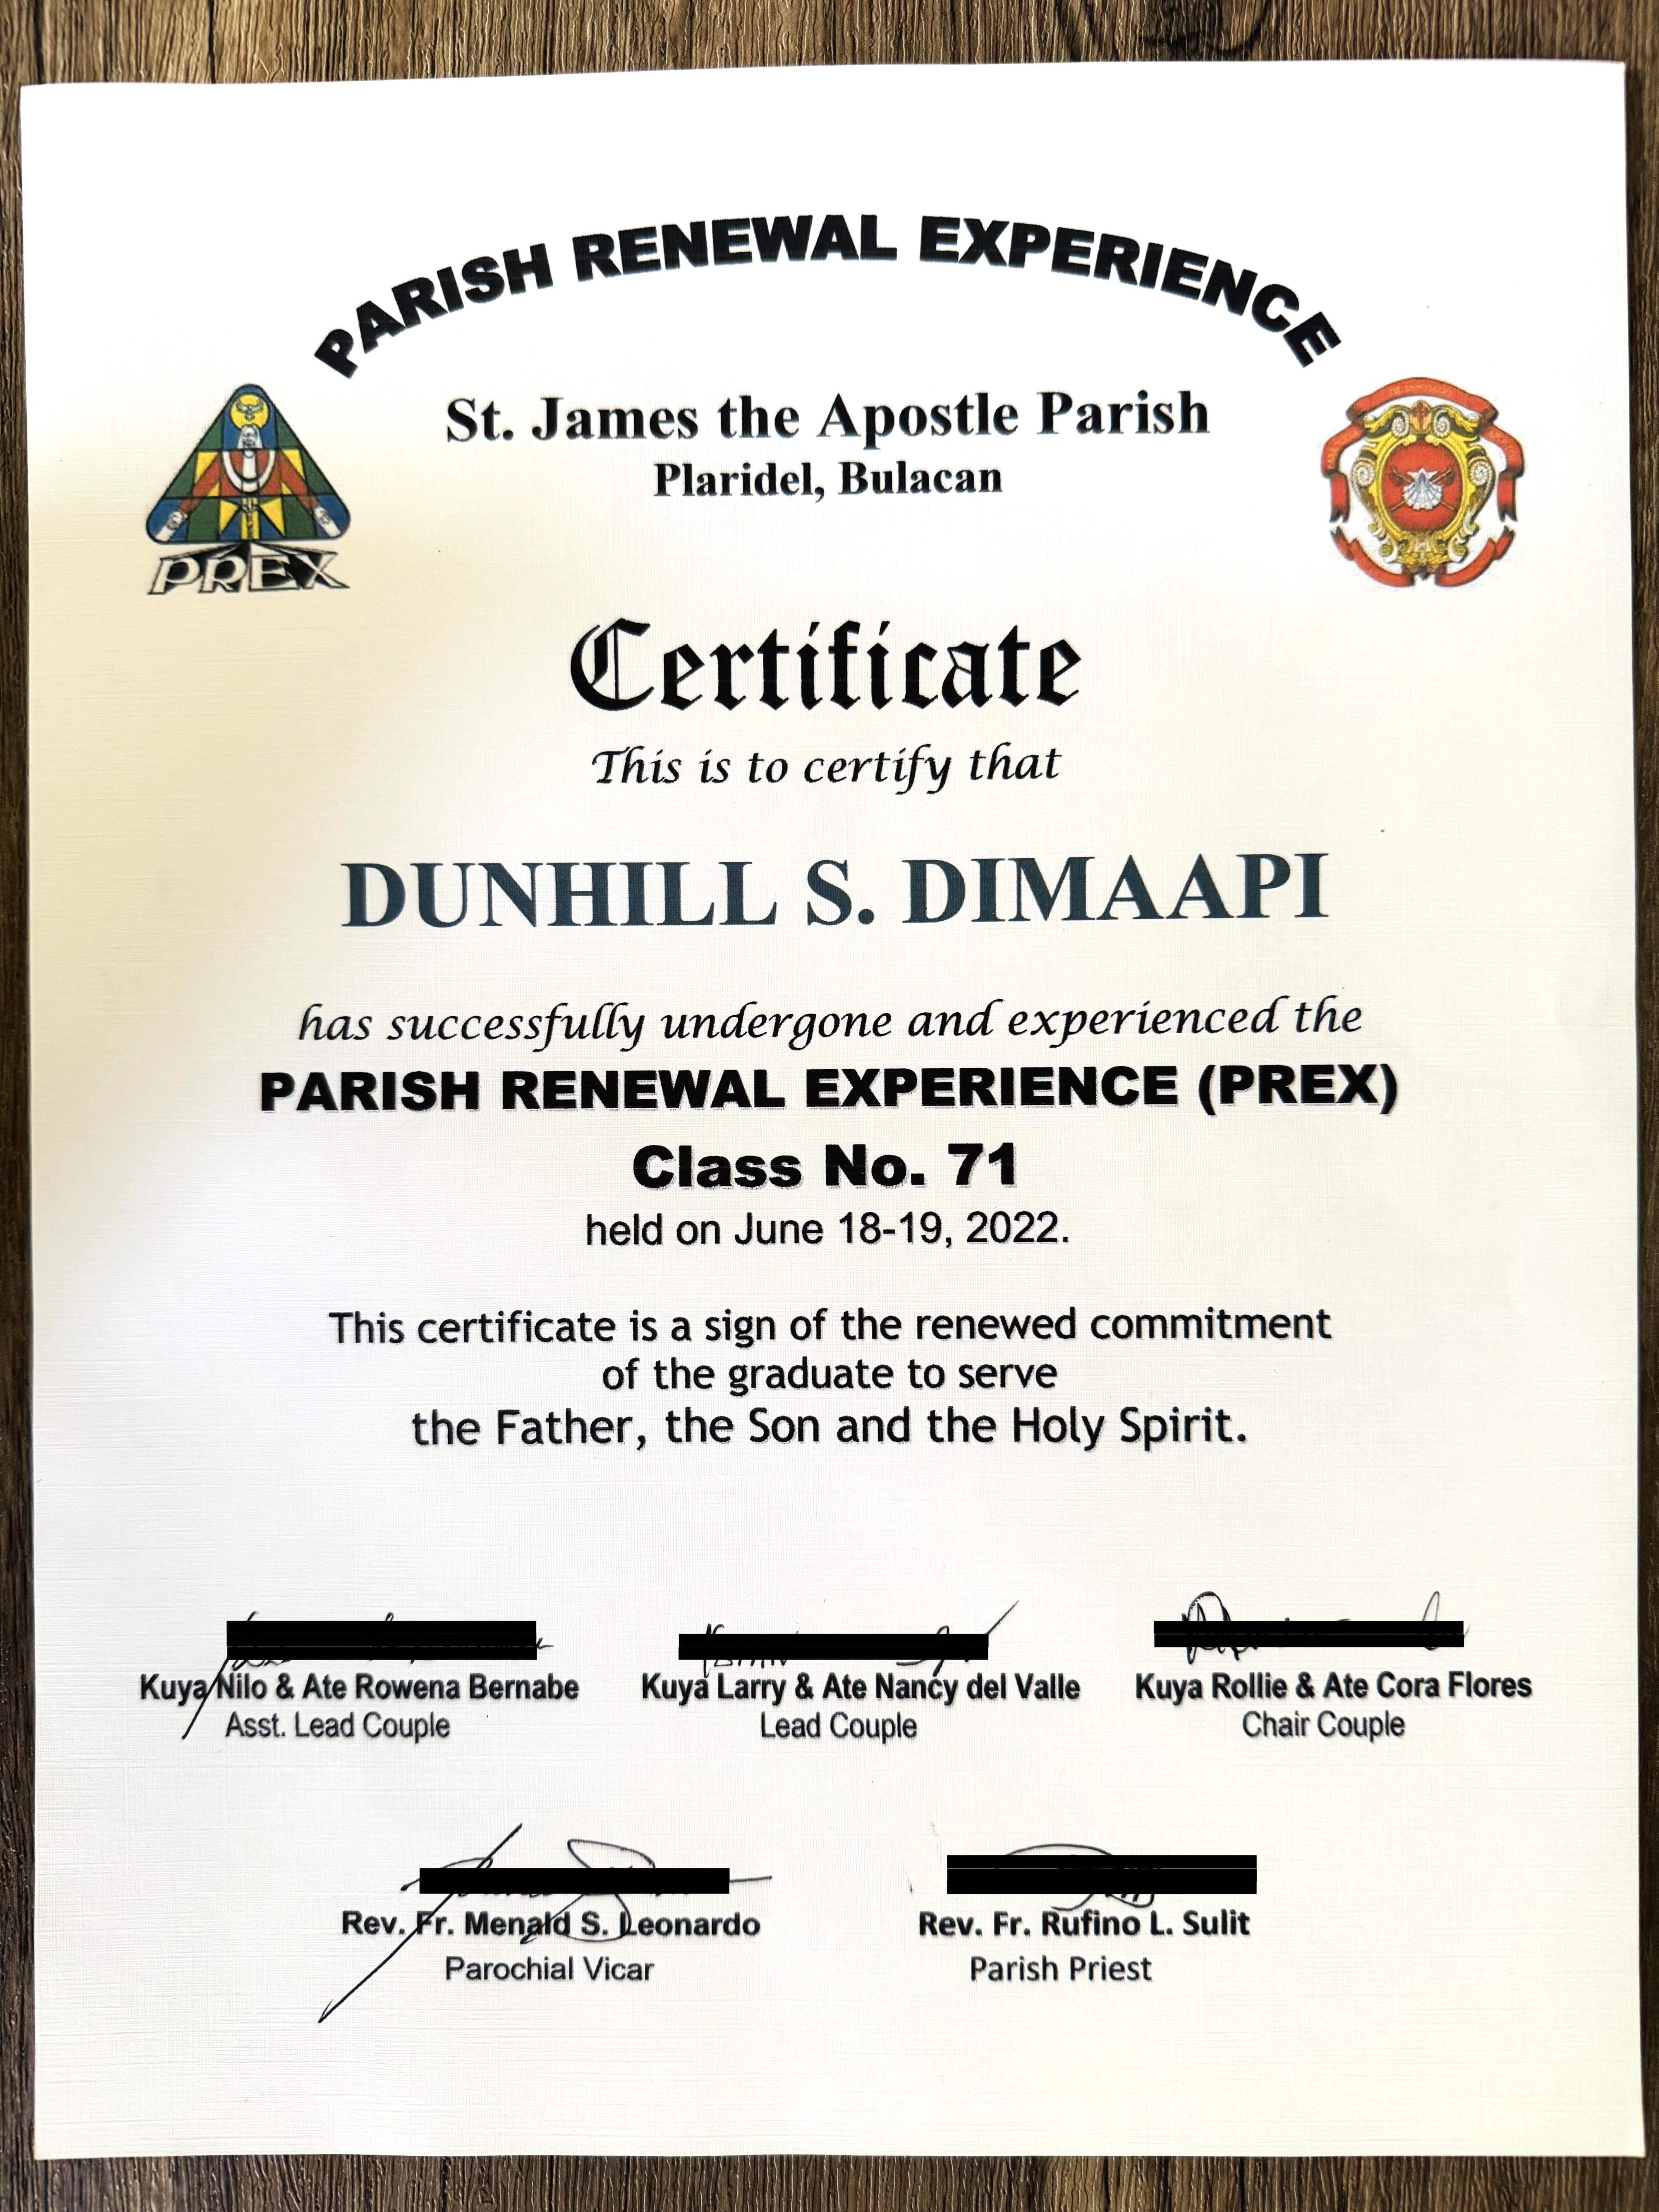 PARISH RENEWAL EXPERIENCE
St. James the Apostle Parish
Plaridel, Bulacan
PREX
Certificate
This is to certify that
DUNHILL S. DIMAAPI
has successfully undergone and experienced the
PARISH RENEWAL EXPERIENCE (PREX)
Class No. 71
held on June 18-19, 2022.
This certificate is a sign of the renewed commitment
of the graduate to serve
the Father, the Son and the Holy Spirit.
Kuya Nilo & Ate Rowena Bernabe
Asst. Lead Couple
Kuya Larry & Ate Nancy del Valle
Lead Couple
Kuya Rollie & Ate Cora Flores
Chair Couple
Rev. Fr. Menald S. Leonardo
Parochial Vicar
Rev. Fr. Rufino L. Sulit
Parish Priest